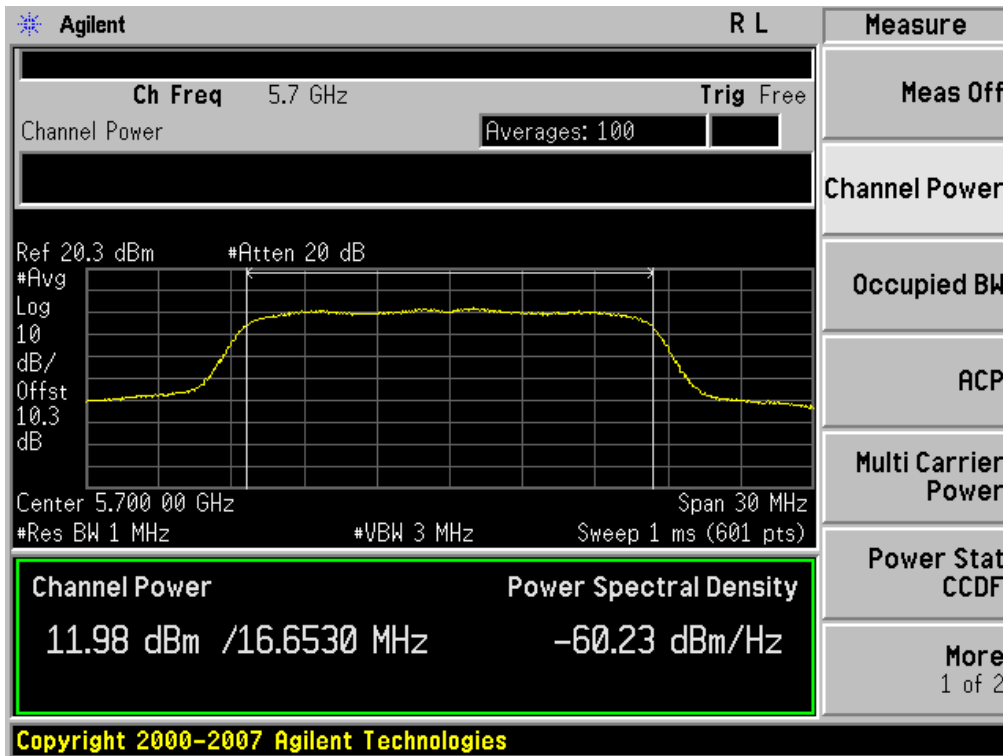 Agilent R L
Ch Freq 5.7 GHz Trig Free
Channel Power Averages: 100
Ref 20.3 dBm #Atten 20 dB
#Avg
Log
10
dB/
Offst
10.3
dB
Center 5.700 00 GHz Span 30 MHz
#Res BW 1 MHz #VBW 3 MHz Sweep 1 ms (601 pts)
Channel Power Power Spectral Density
11.98 dBm /16.6530 MHz -60.23 dBm/Hz
Copyright 2000-2007 Agilent Technologies
Measure
Meas Off
Channel Power
Occupied BW
ACP
Multi Carrier
Power
Power Stat
CCDF
More
1 of 2